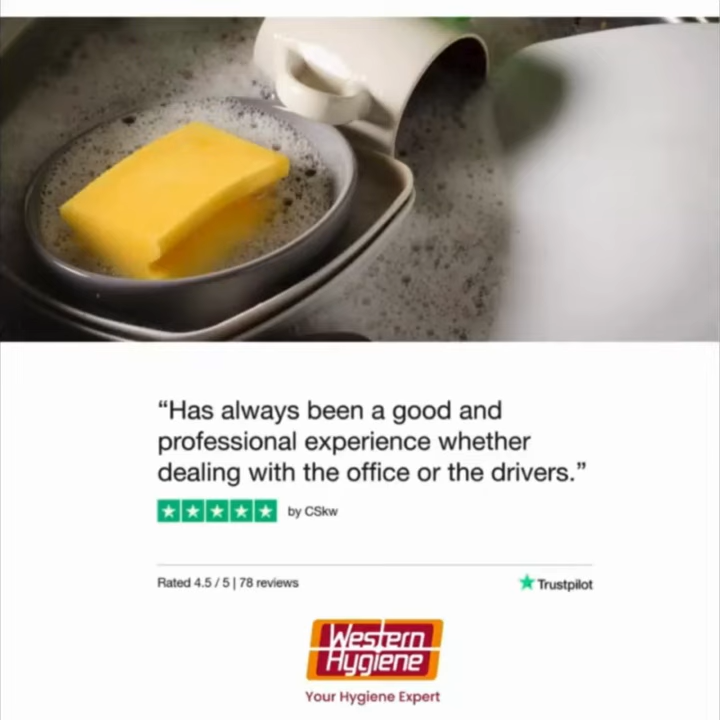 “Has always been a good and
professional experience whether
dealing with the office or the drivers.”
by CSkw
Rated 4.5 / 5 | 78 reviews
Trustpilot
Western
Hygiene
Your Hygiene Expert